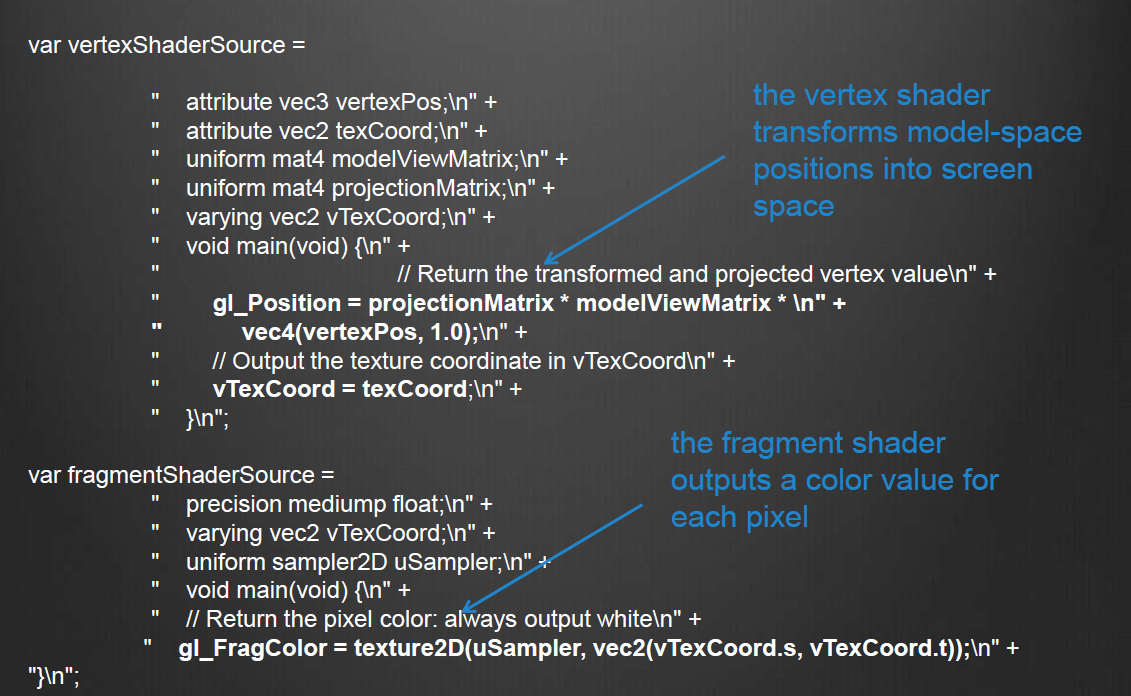 var vertexShaderSource =
" attribute vec3 vertexPos;\n" +
" attribute vec2 texCoord;\n" +
" uniform mat4 modelViewMatrix;\n" +
" uniform mat4 projectionMatrix;\n" +
" varying vec2 vTexCoord;\n" +
" void main(void) {\n" +
" // Return the transformed and projected vertex value\n" +
" gl_Position = projectionMatrix * modelViewMatrix * \n" +
" vec4(vertexPos, 1.0);\n" +
" // Output the texture coordinate in vTexCoord\n" +
" vTexCoord = texCoord;\n" +
" }\n";
the vertex shader
transforms model-space
positions into screen
space
var fragmentShaderSource =
" precision mediump float;\n" +
" varying vec2 vTexCoord;\n" +
" uniform sampler2D uSampler;\n" +
" void main(void) {\n" +
" // Return the pixel color: always output white\n" +
" gl_FragColor = texture2D(uSampler, vec2(vTexCoord.s, vTexCoord.t));\n" +
"}\n";
the fragment shader
outputs a color value for
each pixel